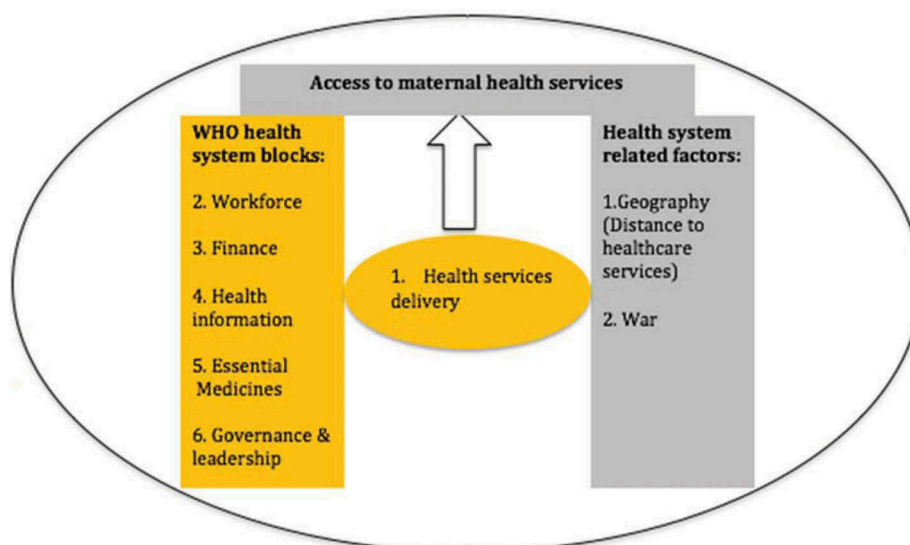 Access to maternal health services
WHO health
system blocks:
2. Workforce
3. Finance
4. Health
information
5. Essential
Medicines
6. Governance &
leadership
1. Health services
delivery
Health system
related factors:
1.Geography
(Distance to
healthcare
services)
2. War